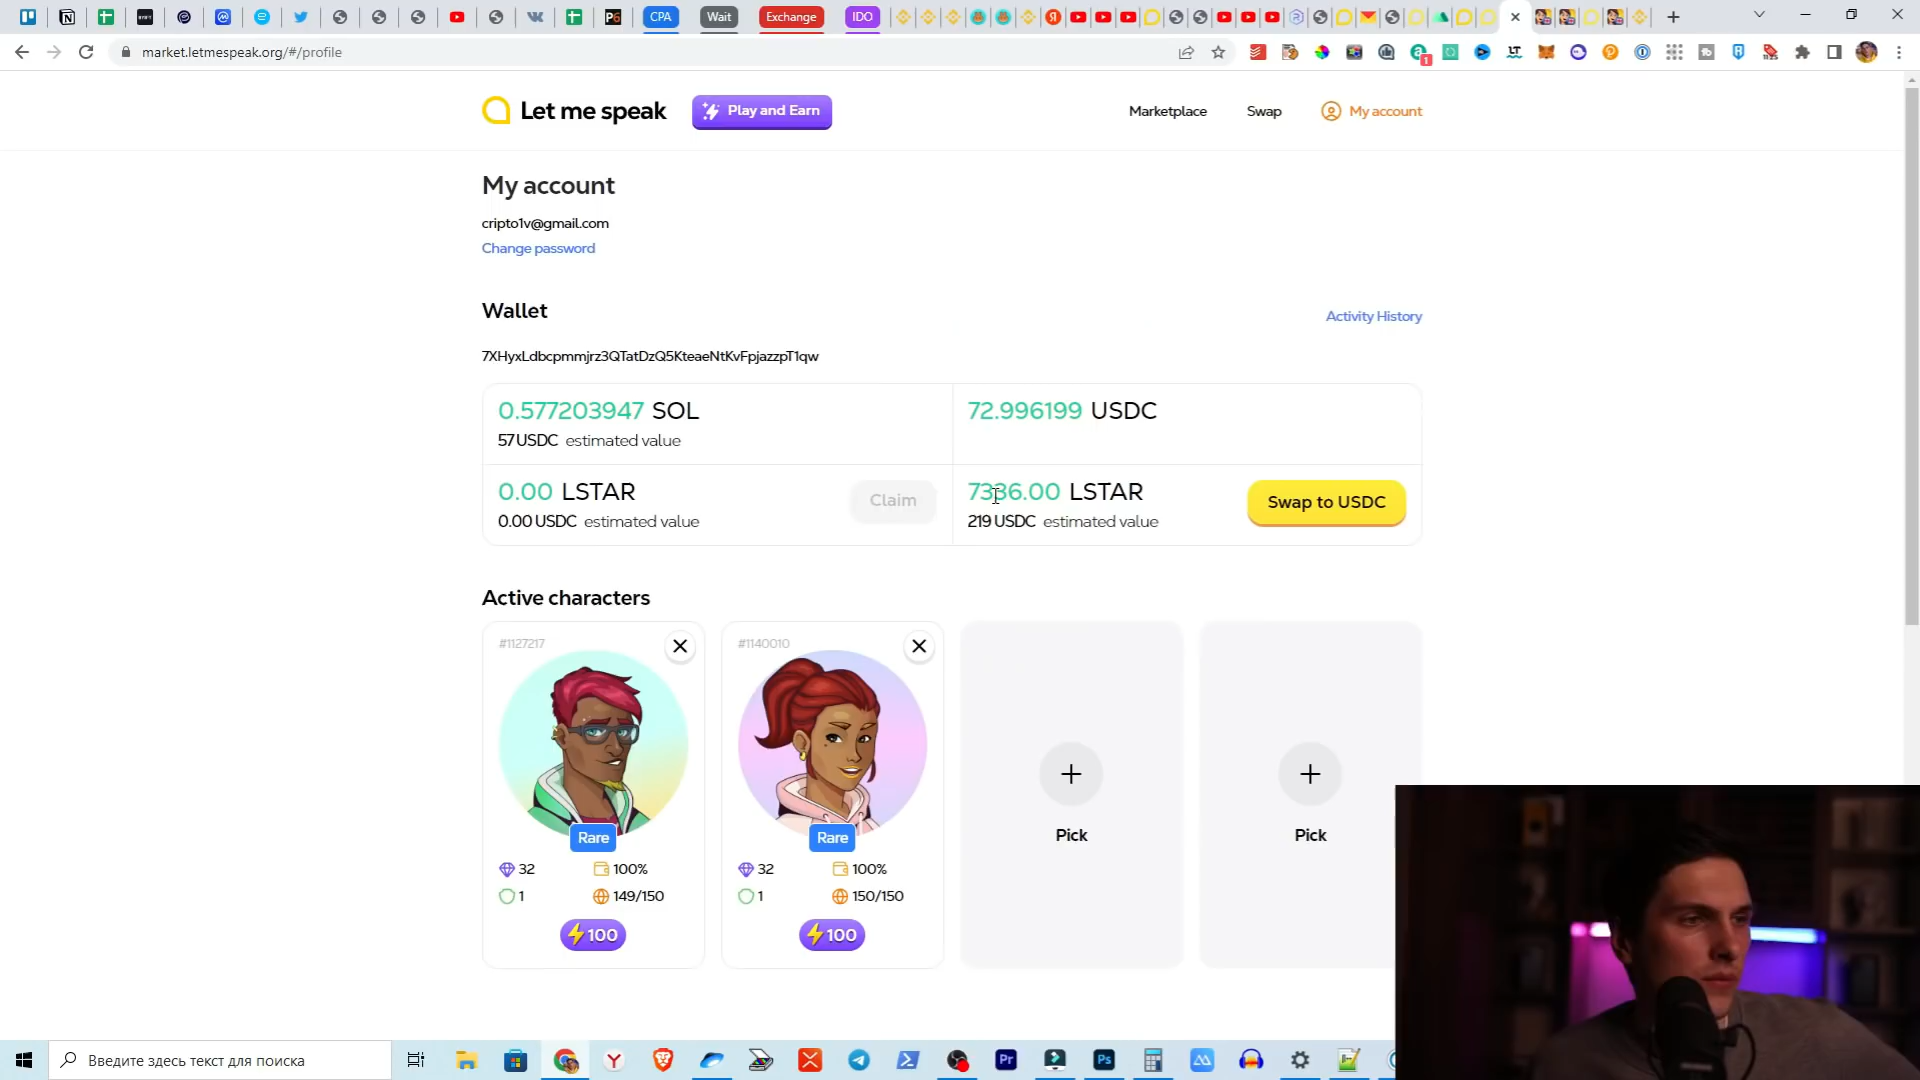 CPA
Wait
Exchange
IDO
market.letmespeak.org/#/profile
1
Let me speak
Play and Earn
Marketplace
Swap
My account
My account
cripto1v@gmail.com
Change password
Wallet
Activity History
7XHyxLdbcpmmjrz3QTatDzQ5KteaeNtKvFpjazzpT1qw
0.577203947 SOL
57 USDC estimated value
72.996199 USDC
0.00 LSTAR
0.00 USDC estimated value
Claim
7336.00 LSTAR
219 USDC estimated value
Swap to USDC
Active characters
#1127217
Rare
32 100%
1 149/150
100
#1140010
Rare
32 100%
1 150/150
100
Pick
Pick
Введите здесь текст для поиска
Pr
Ps